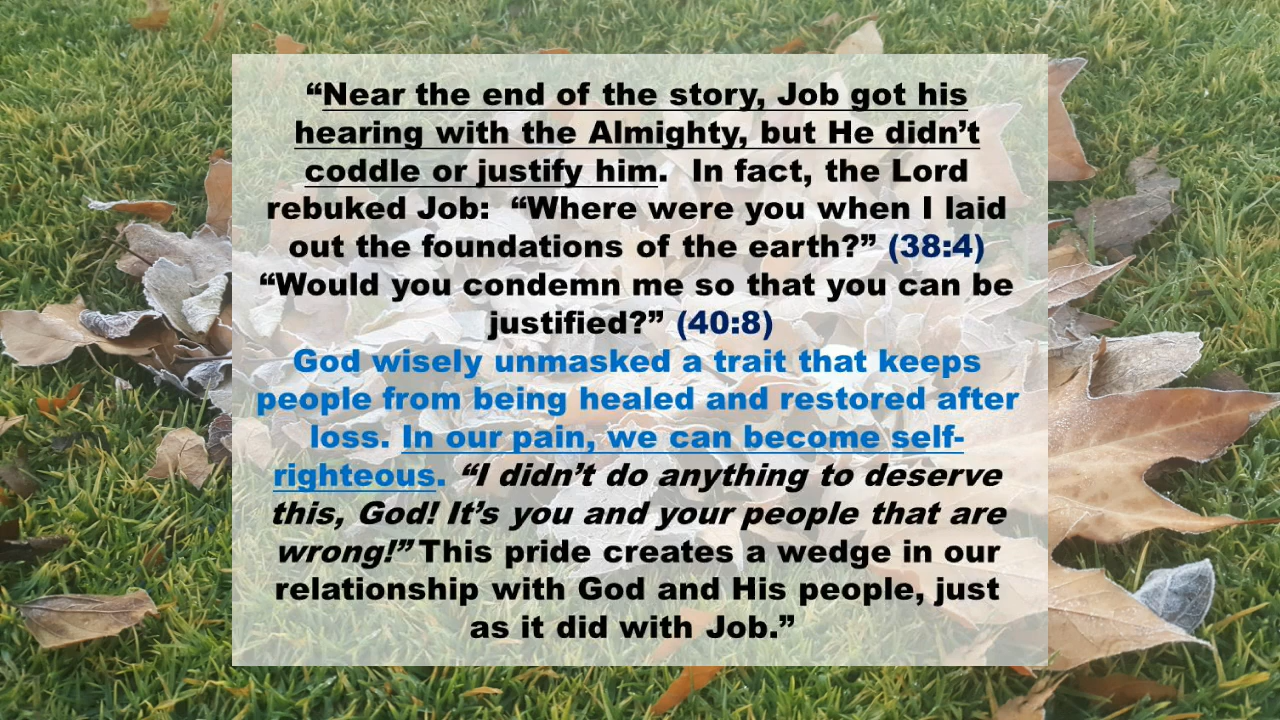 “Near the end of the story, Job got his
hearing with the Almighty, but He didn’t
coddle or justify him.  In fact, the Lord
rebuked Job:  “Where were you when I laid
out the foundations of the earth?” (38:4)
“Would you condemn me so that you can be
justified?” (40:8)
God wisely unmasked a trait that keeps
people from being healed and restored after
loss. In our pain, we can become self-
righteous. “I didn’t do anything to deserve
this, God! It’s you and your people that are
wrong!” This pride creates a wedge in our
relationship with God and His people, just
as it did with Job.”